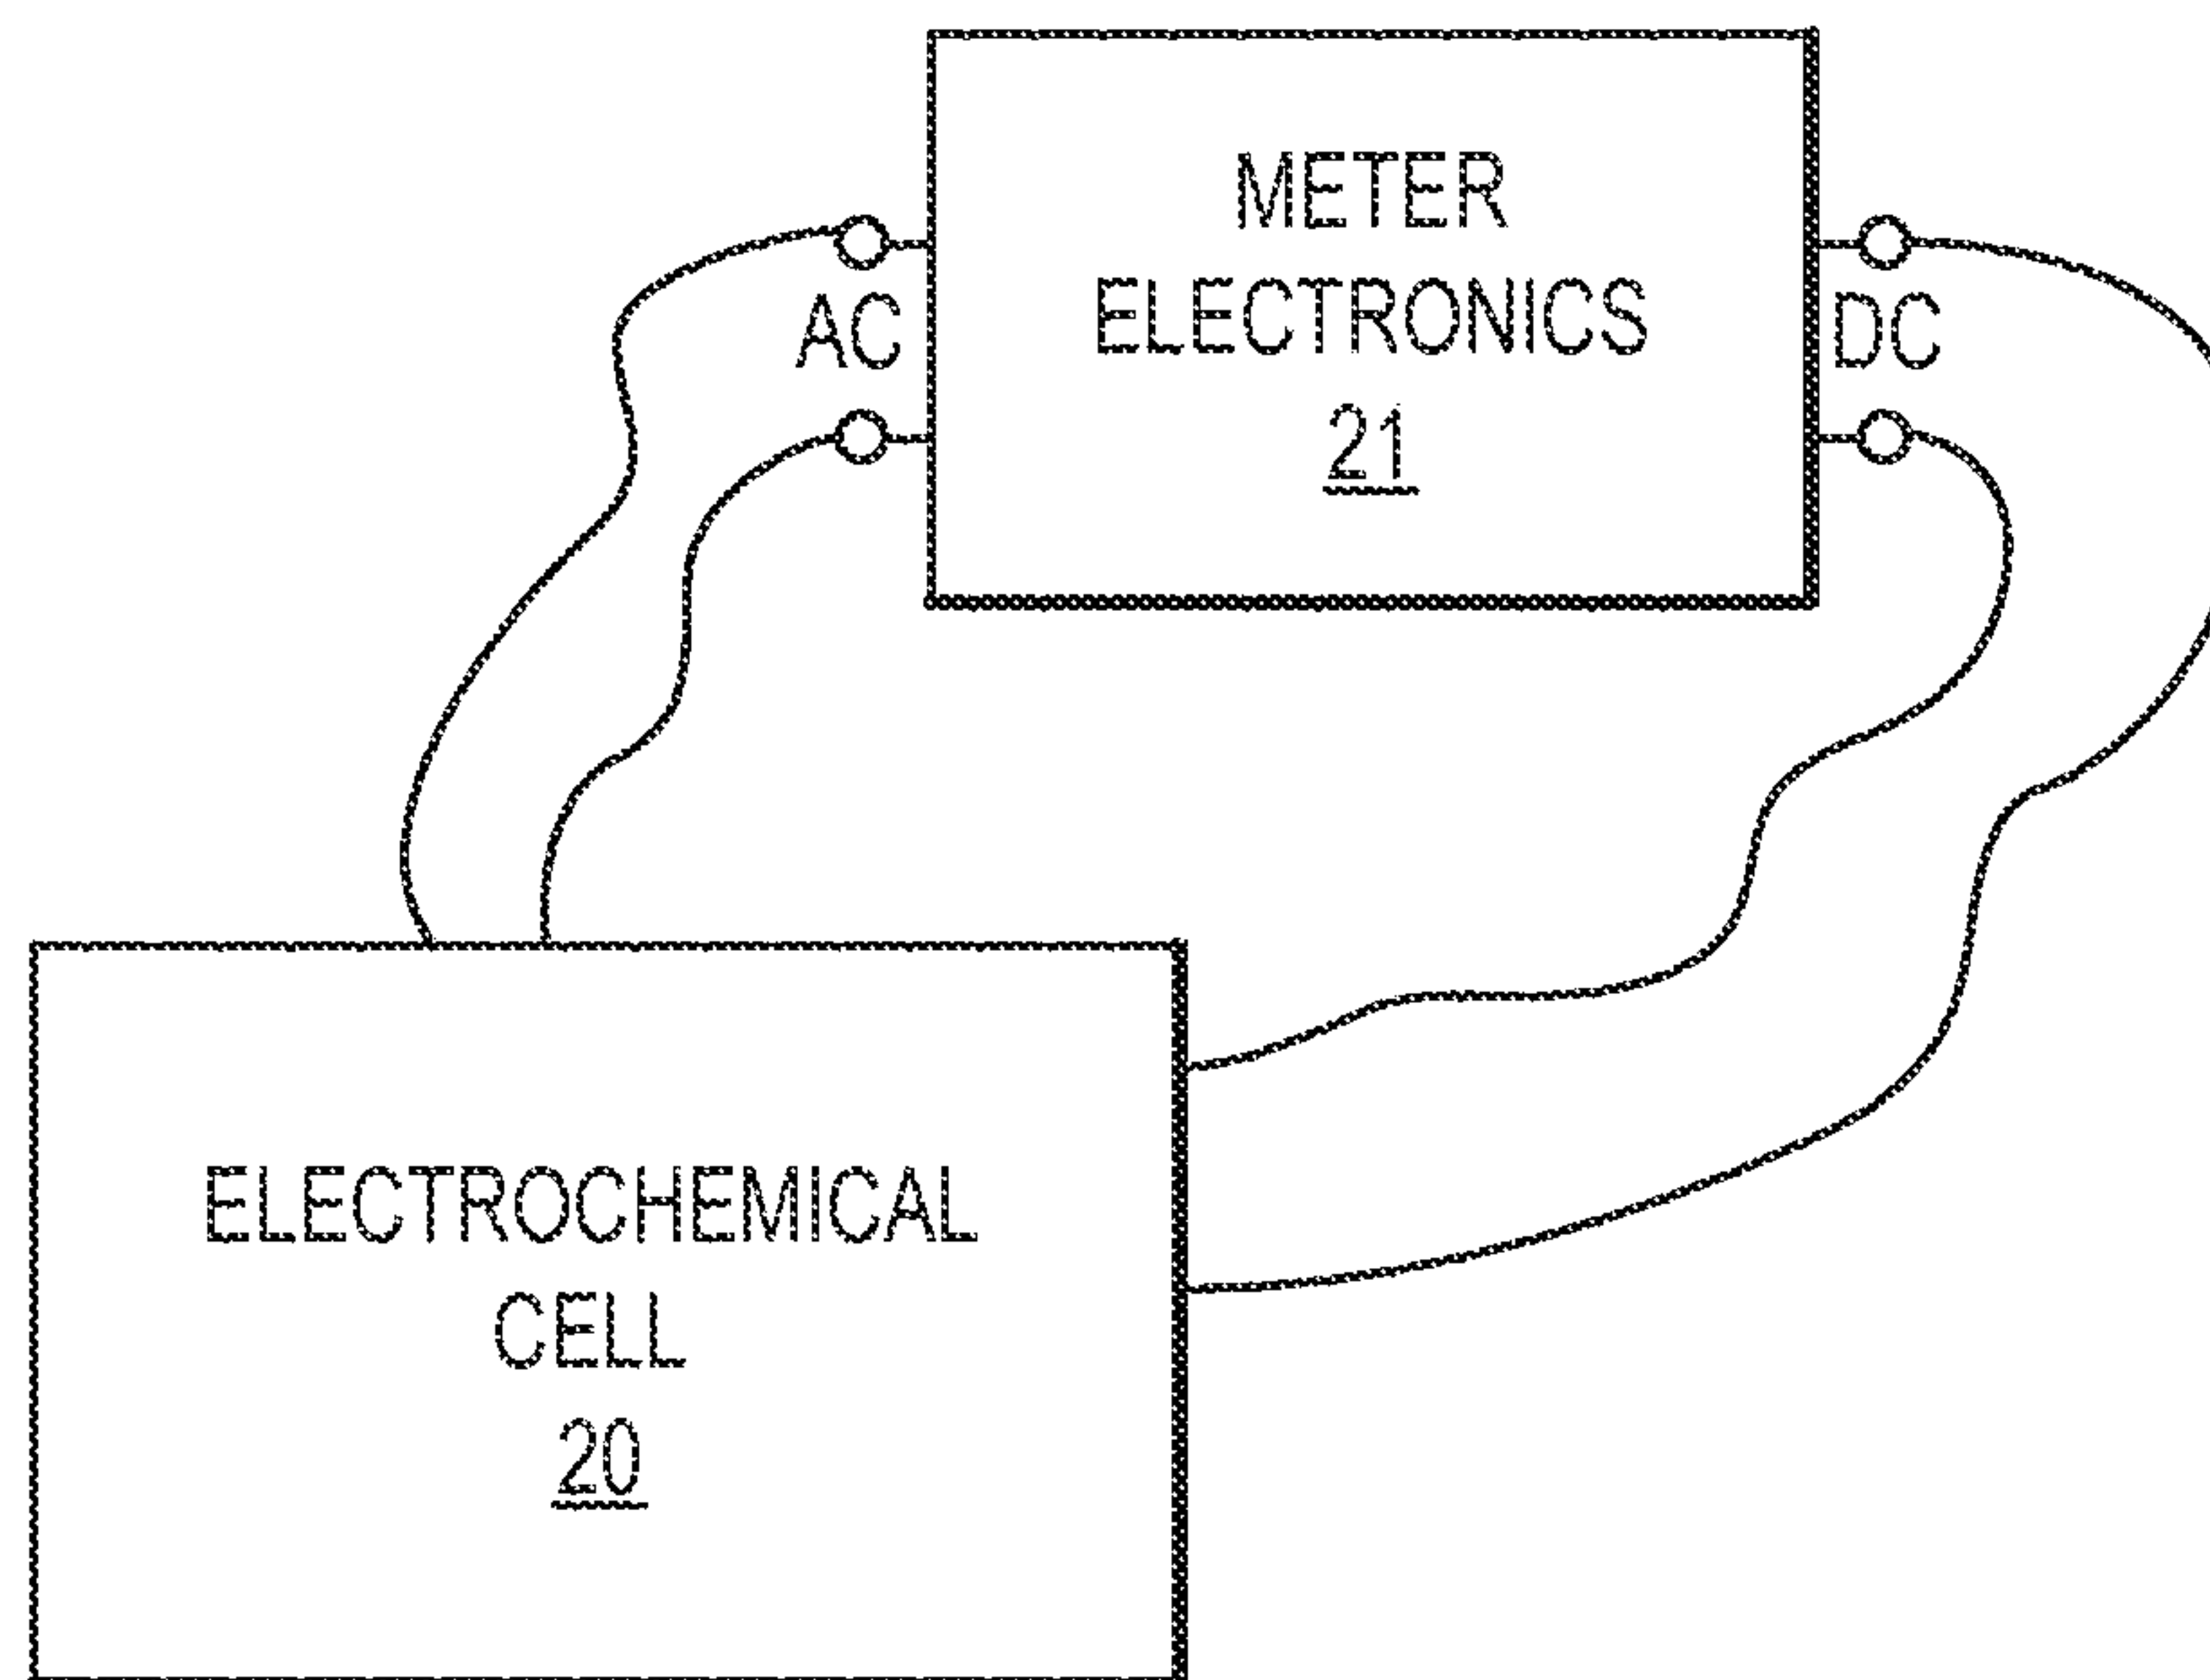 METER
ELECTRONICS
21
AC
DC
ELECTROCHEMICAL
CELL
20